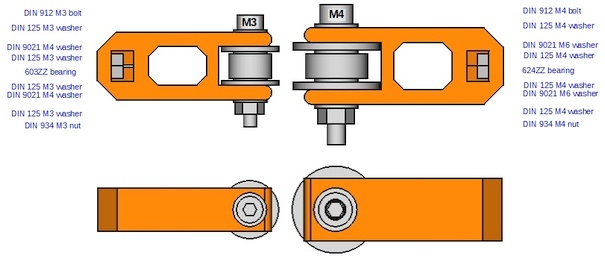 DIN 912 M3 bolt
DIN 125 M3 washer
DIN 9021 M4 washer
DIN 125 M3 washer
603ZZ bearing
DIN 125 M3 washer
DIN 9021 M4 washer
DIN 125 M3 washer
DIN 934 M3 nut
M3
M4
DIN 912 M4 bolt
DIN 125 M4 washer
DIN 9021 M6 washer
DIN 125 M4 washer
624ZZ bearing
DIN 125 M4 washer
DIN 9021 M6 washer
DIN 125 M4 washer
DIN 934 M4 nut